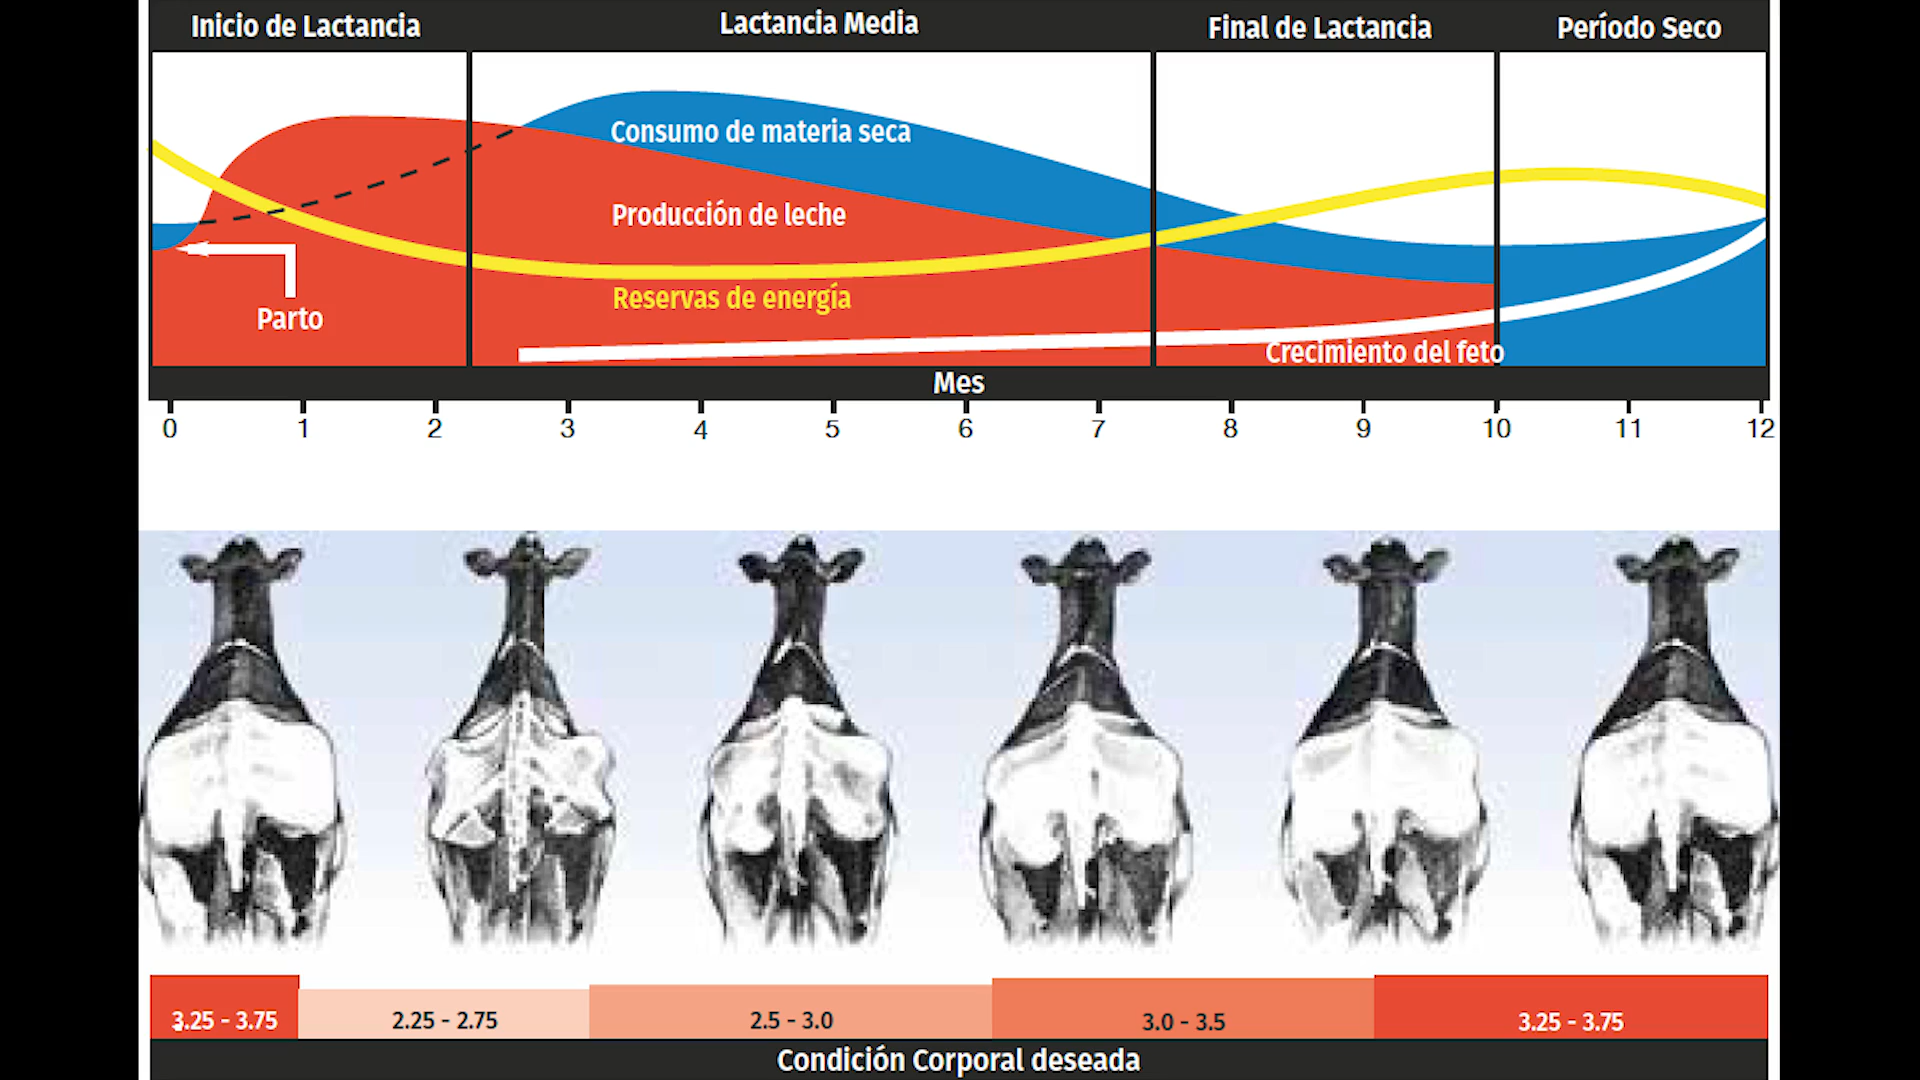 Inicio de Lactancia
Lactancia Media
Final de Lactancia
Período Seco
Consumo de materia seca
Producción de leche
Reservas de energía
Parto
Crecimiento del feto
Mes
0 1 2 3 4 5 6 7 8 9 10 11 12
3.25 - 3.75
2.25 - 2.75
2.5 - 3.0
3.0 - 3.5
3.25 - 3.75
Condición Corporal deseada